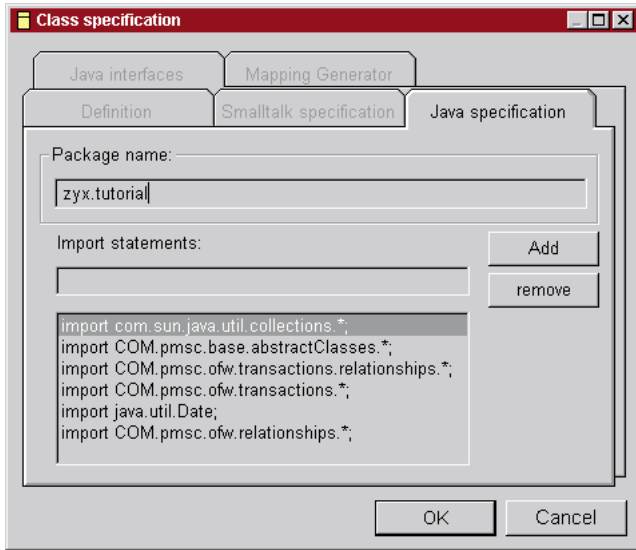 Class specification
Java interfaces
Mapping Generator
Definition
Smalltalk specification
Java specification
Package name:
zyx.tutorial
Import statements:
Add
remove
import com.sun.java.util.collections.*;
import COM.pmsc.base.abstractClasses.*;
import COM.pmsc.ofw.transactions.relationships.*;
import COM.pmsc.ofw.transactions.*;
import java.util.Date;
import COM.pmsc.ofw.relationships.*;
OK
Cancel